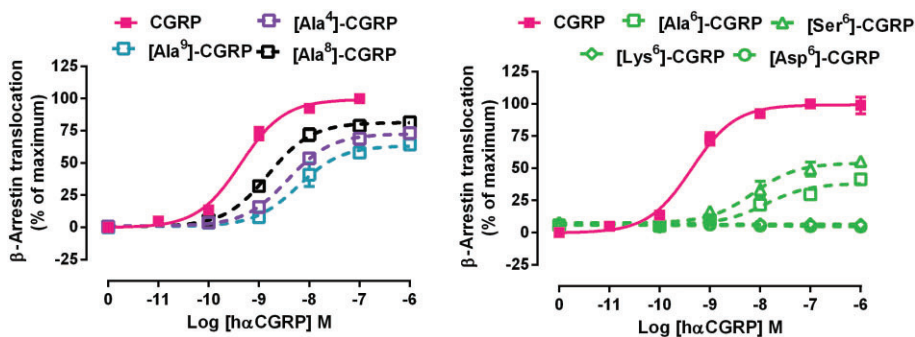 CGRP [Ala⁴]-CGRP
[Ala⁹]-CGRP [Ala⁸]-CGRP
β-Arrestin translocation
(% of maximum)
125
100
75
50
25
0
25
0 -11 -10 -9 -8 -7 -6
Log [hαCGRP] M
CGRP [Ala⁶]-CGRP [Ser⁶]-CGRP
[Lys⁶]-CGRP [Asp⁶]-CGRP
β-Arrestin translocation
(% of maximum)
125
100
75
50
25
0
25
0 -11 -10 -9 -8 -7 -6
Log [hαCGRP] M